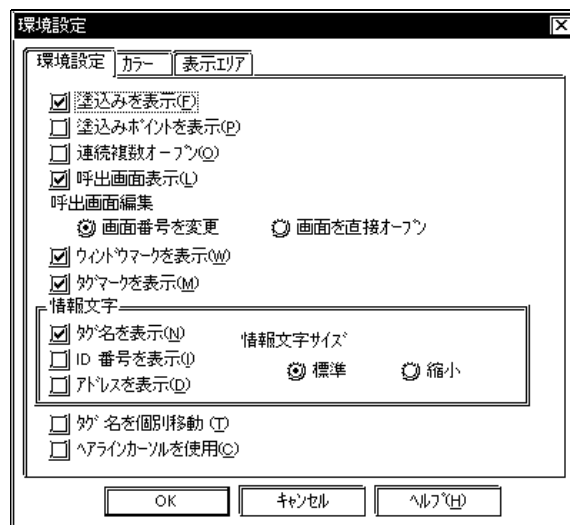 環境設定
環境設定 カラー 表示エリア
塗込みを表示(F)
塗込みポイントを表示(P)
連続複数オープン(O)
呼出画面表示(L)
呼出画面編集
画面番号を変更 画面を直接オープン
ウィンドウマークを表示(W)
タグマークを表示(M)
情報文字
タグ名を表示(N) 情報文字サイズ
ID 番号を表示(I) 標準 縮小
アドレスを表示(D)
タグ名を個別移動 (T)
ヘアラインカーソルを使用(C)
OK キャンセル ヘルプ(H)